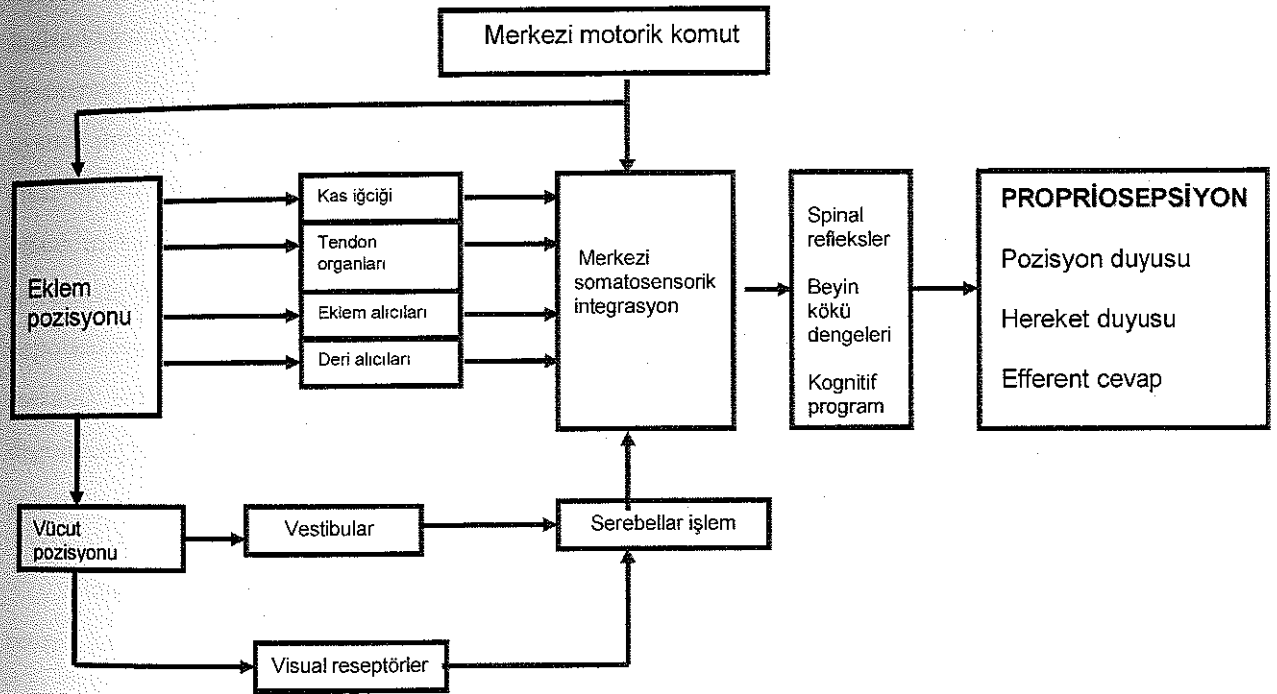 Merkezi motorik komut
Eklem
pozisyonu
Kas iğciği
Tendon
organları
Eklem alıcıları
Deri alıcıları
Merkezi
somatosensorik
integrasyon
Spinal
refleksler
Beyin
kökü
dengeleri
Kognitif
program
PROPRİOSEPSİYON
Pozisyon duyusu
Hereket duyusu
Efferent cevap
Vücut
pozisyonu
Vestibular
Serebellar işlem
Visual reseptörler